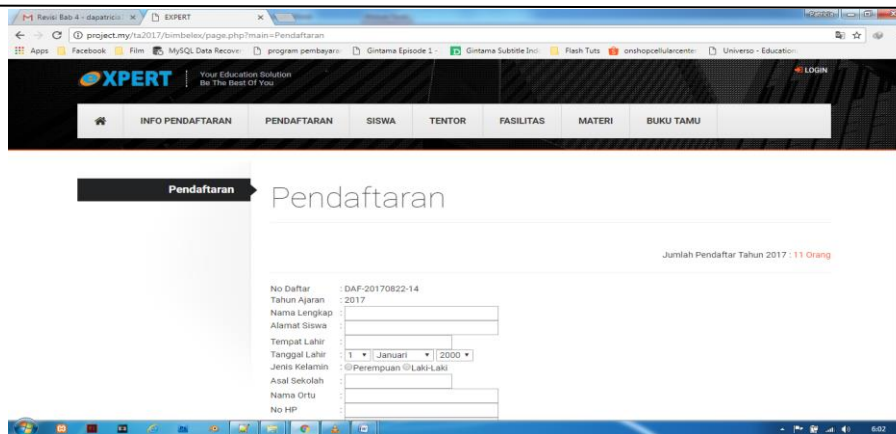 Revisi Bab 4 - dapatricia
EXPERT
project.my/ta2017/bimbelex/page.php?main=Pendaftaran
Apps Facebook Film MySQL Data Recover program pembayara Gintama Episode 1 - Gintama Subtitle Ind Flash Tuts onshopcellularcenter Universo - Education
EXPERT
Your Education Solution
Be The Best Of You
LOGIN
INFO PENDAFTARAN PENDAFTARAN SISWA TENTOR FASILITAS MATERI BUKU TAMU
Pendaftaran
Pendaftaran
Jumlah Pendaftar Tahun 2017 : 11 Orang
No Daftar : DAF-20170822-14
Tahun Ajaran : 2017
Nama Lengkap :
Alamat Siswa :
Tempat Lahir :
Tanggal Lahir : 1 Januari 2000
Jenis Kelamin : Perempuan Laki-Laki
Asal Sekolah :
Nama Ortu :
No HP :
6:02